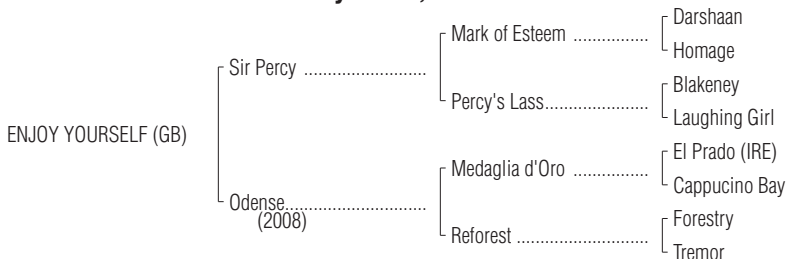 Darshaan
Mark of Esteem ................
Homage
Sir Percy ..........................
Blakeney
Percy's Lass......................
Laughing Girl
ENJOY YOURSELF (GB)
El Prado (IRE)
Medaglia d'Oro ................
Cappucino Bay
Odense..............................
(2008)
Forestry
Reforest ............................
Tremor